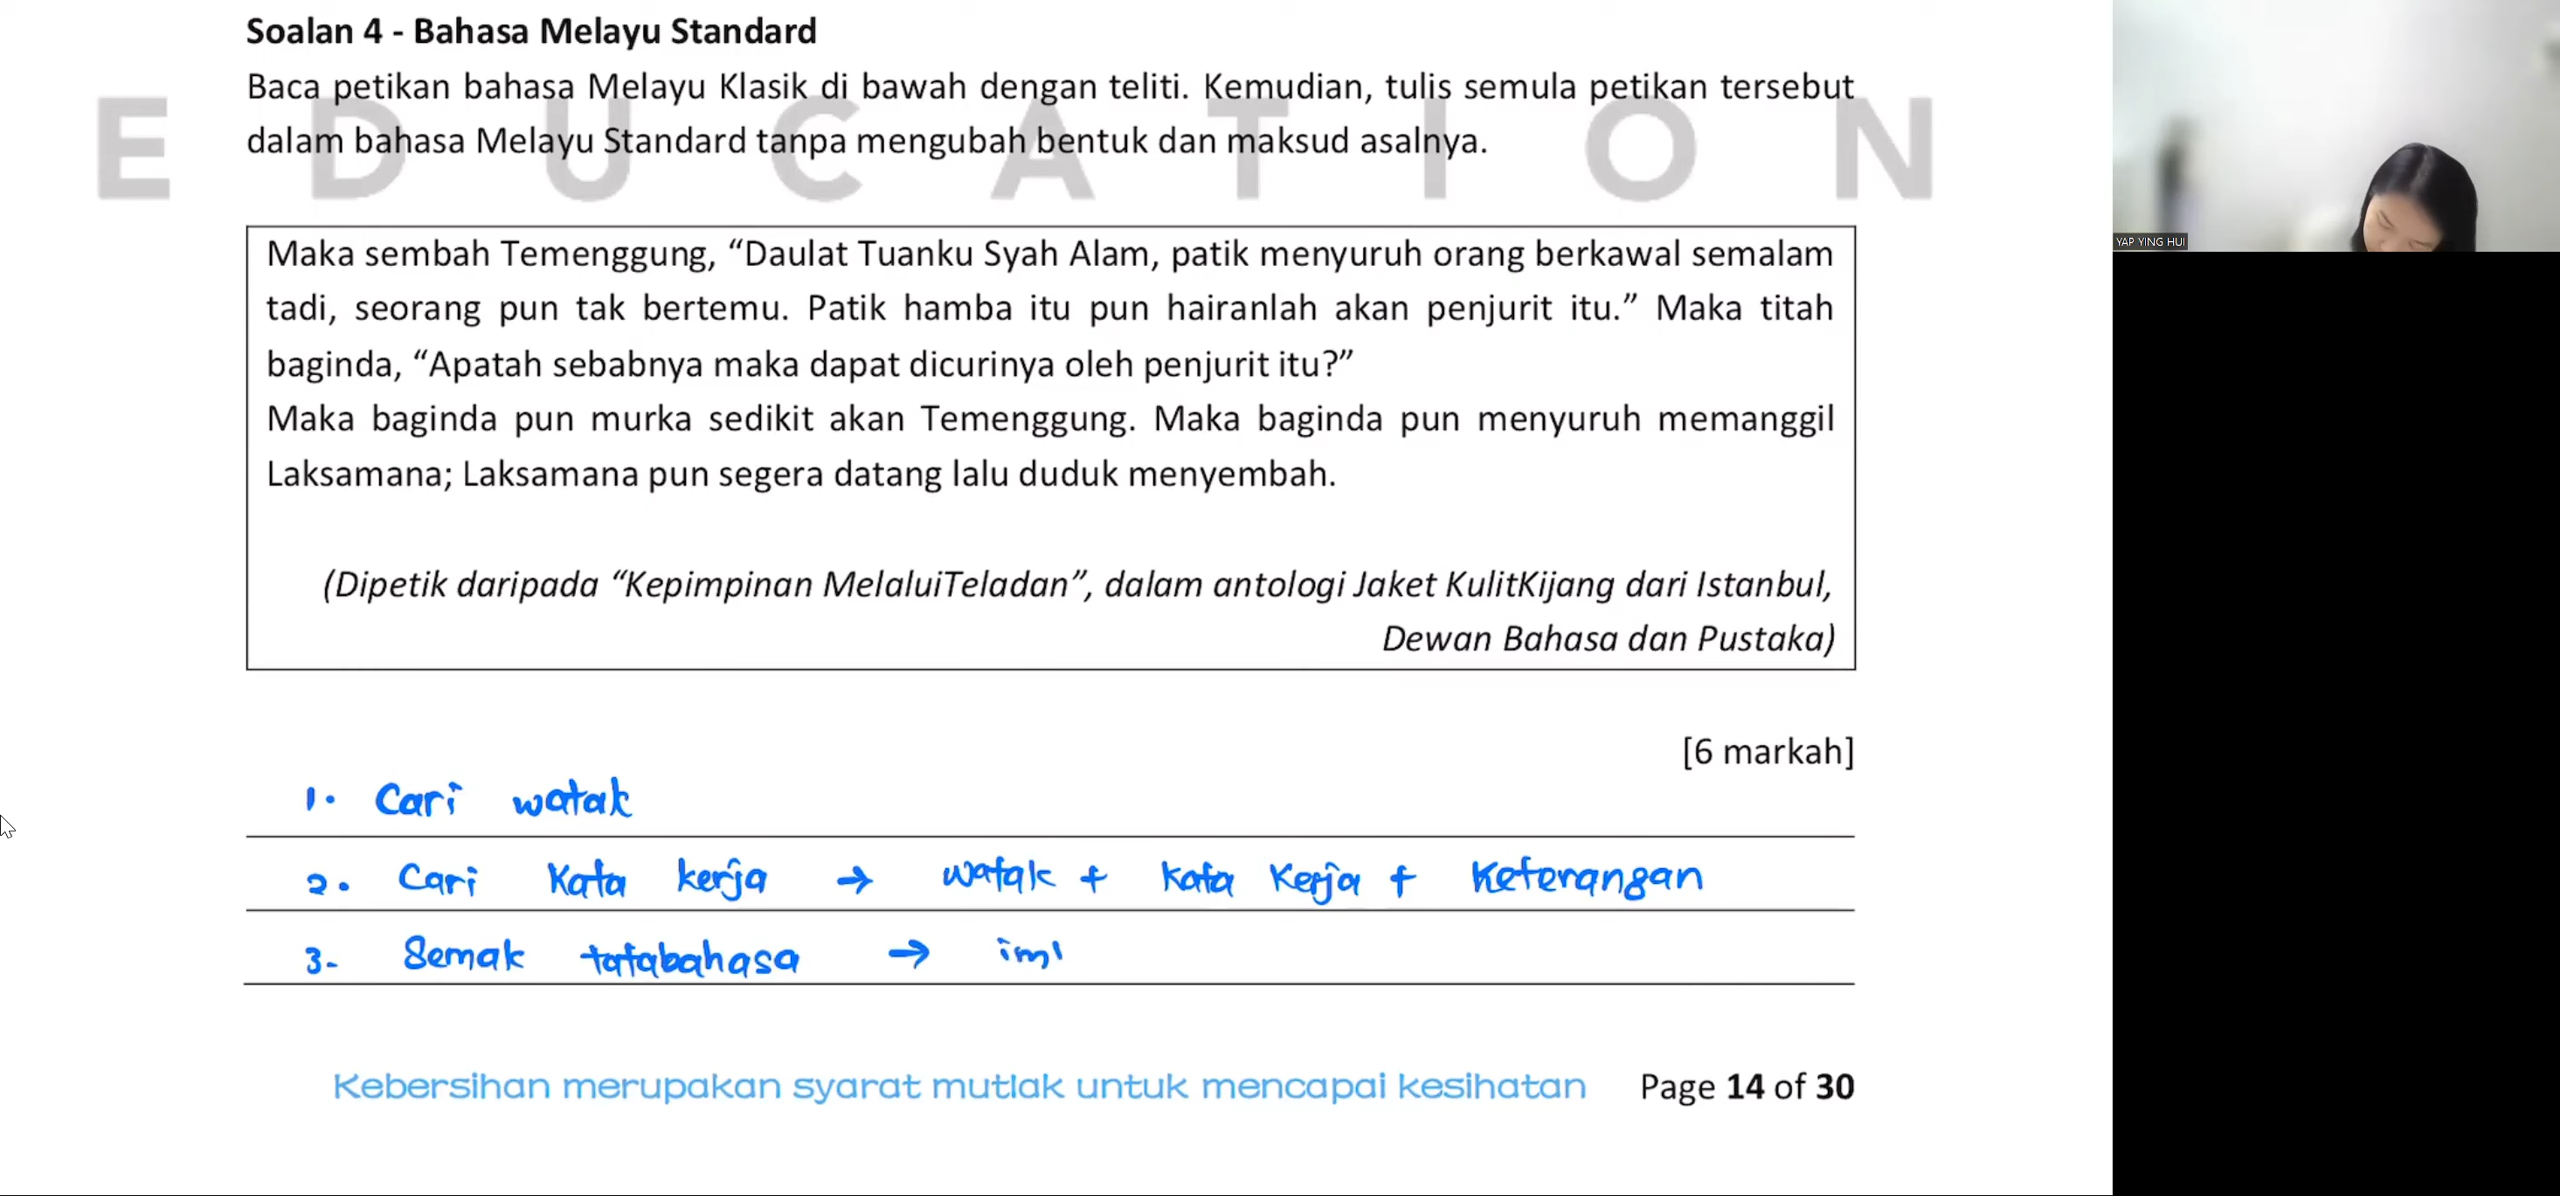 Soalan 4 - Bahasa Melayu Standard
Baca petikan bahasa Melayu Klasik di bawah dengan teliti. Kemudian, tulis semula petikan tersebut
dalam bahasa Melayu Standard tanpa mengubah bentuk dan maksud asalnya.
E D U C A T I O N
Maka sembah Temenggung, “Daulat Tuanku Syah Alam, patik menyuruh orang berkawal semalam
tadi, seorang pun tak bertemu. Patik hamba itu pun hairanlah akan penjurit itu.” Maka titah
baginda, “Apatah sebabnya maka dapat dicurinya oleh penjurit itu?”
Maka baginda pun murka sedikit akan Temenggung. Maka baginda pun menyuruh memanggil
Laksamana; Laksamana pun segera datang lalu duduk menyembah.
(Dipetik daripada “Kepimpinan MelaluiTeladan”, dalam antologi Jaket KulitKijang dari Istanbul,
Dewan Bahasa dan Pustaka)
[6 markah]
1. Cari watak
2. Cari Kata kerja → watak + kata kerja + Keterangan
3. Semak tatabahasa →
Kebersihan merupakan syarat mutlak untuk mencapai kesihatan Page 14 of 30
YAP YING HUI